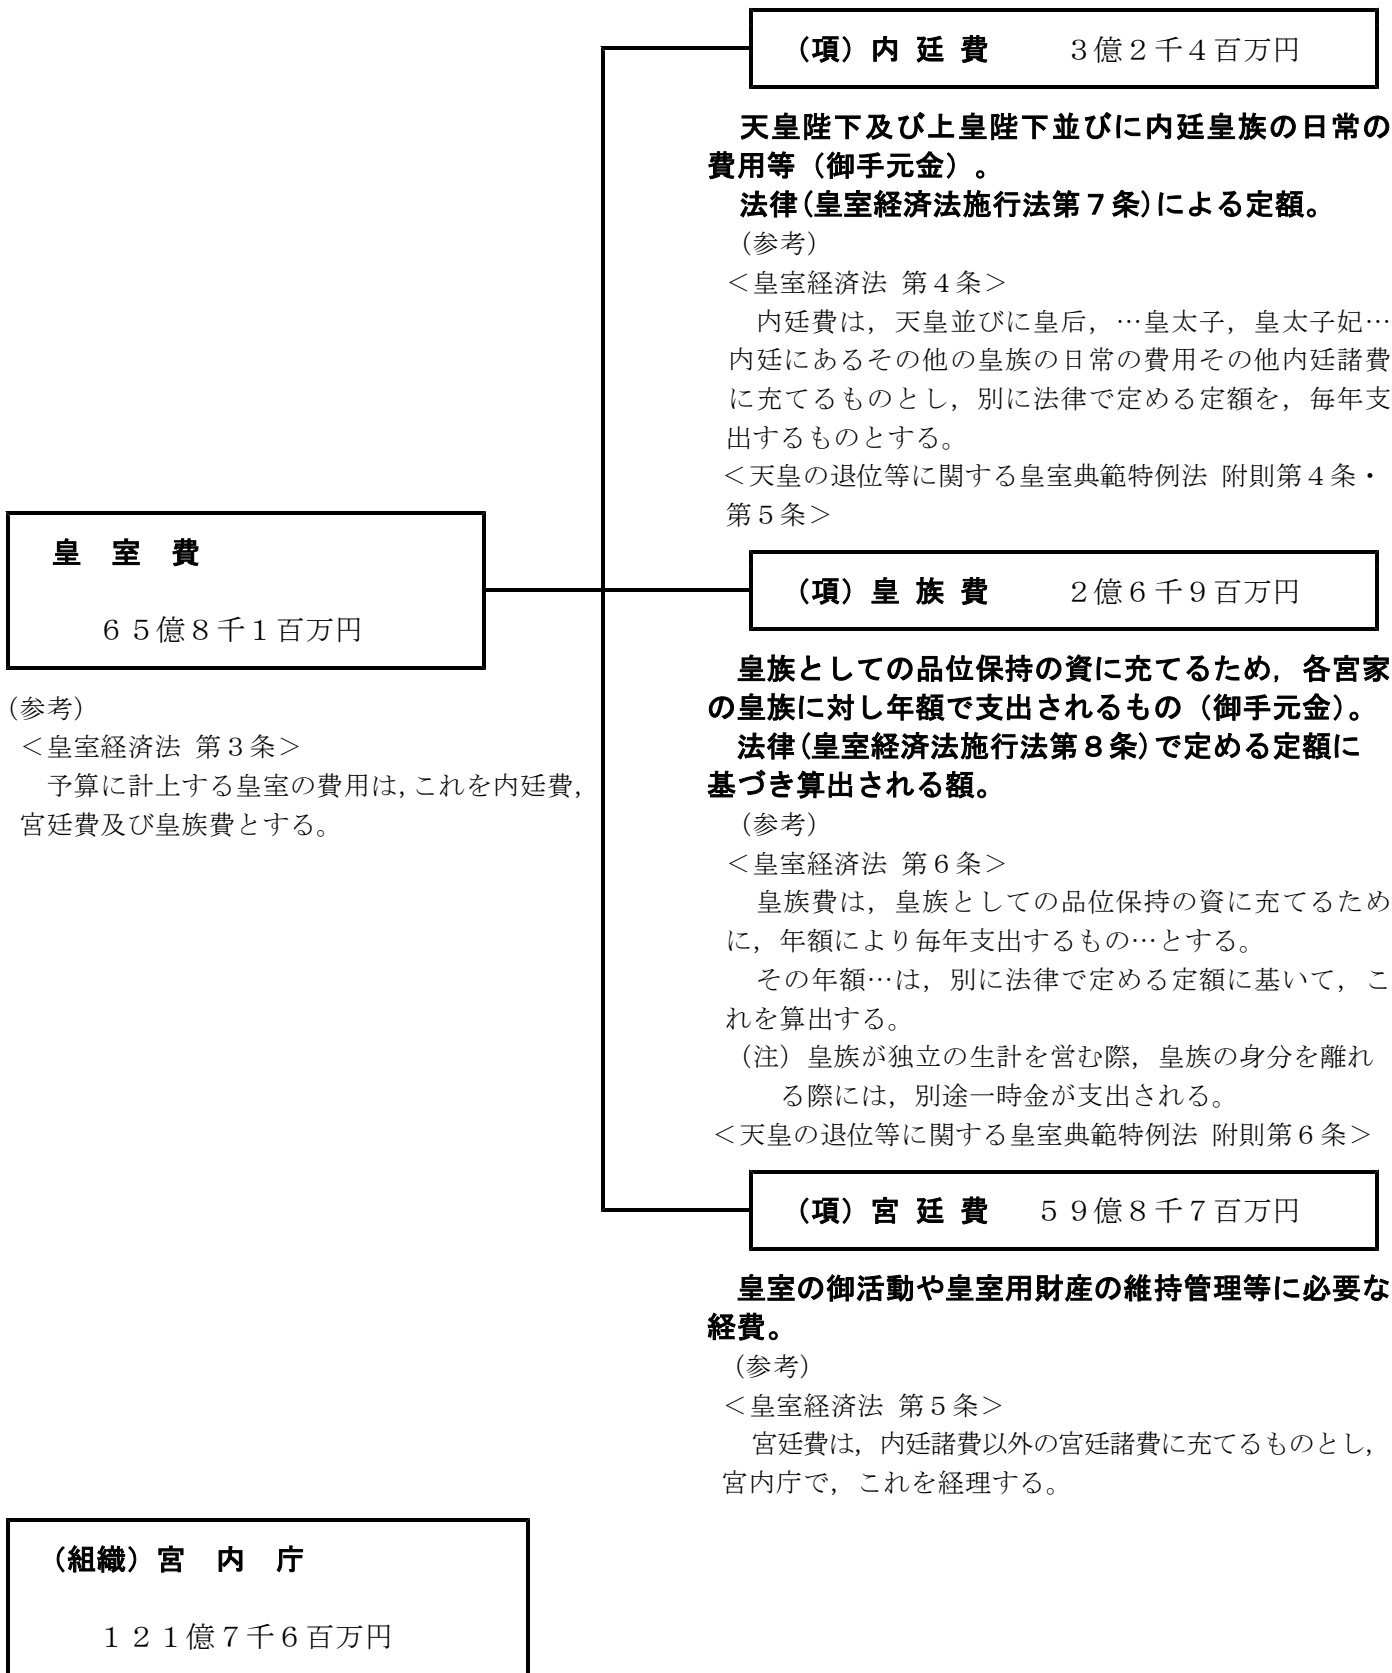 (項) 内 廷 費　　３億２千４百万円
天皇陛下及び上皇陛下並びに内廷皇族の日常の
費用等（御手元金）。
法律(皇室経済法施行法第７条)による定額。
（参考）
＜皇室経済法 第４条＞
内廷費は，天皇並びに皇后，…皇太子，皇太子妃…
内廷にあるその他の皇族の日常の費用その他内廷諸費
に充てるものとし，別に法律で定める定額を，毎年支
出するものとする。
＜天皇の退位等に関する皇室典範特例法 附則第４条・
第５条＞
皇 室 費
６５億８千１百万円
（参考）
＜皇室経済法 第３条＞
予算に計上する皇室の費用は，これを内廷費，
宮廷費及び皇族費とする。
(項) 皇 族 費　　２億６千９百万円
皇族としての品位保持の資に充てるため，各宮家
の皇族に対し年額で支出されるもの（御手元金）。
法律(皇室経済法施行法第８条)で定める定額に
基づき算出される額。
（参考）
＜皇室経済法 第６条＞
皇族費は，皇族としての品位保持の資に充てるため
に，年額により毎年支出するもの…とする。
その年額…は，別に法律で定める定額に基いて，こ
れを算出する。
（注）皇族が独立の生計を営む際，皇族の身分を離れ
る際には，別途一時金が支出される。
＜天皇の退位等に関する皇室典範特例法 附則第６条＞
(項) 宮 廷 費　５９億８千７百万円
皇室の御活動や皇室用財産の維持管理等に必要な
経費。
（参考）
＜皇室経済法 第５条＞
宮廷費は，内廷諸費以外の宮廷諸費に充てるものとし，
宮内庁で，これを経理する。
(組織) 宮 内 庁
１２１億７千６百万円